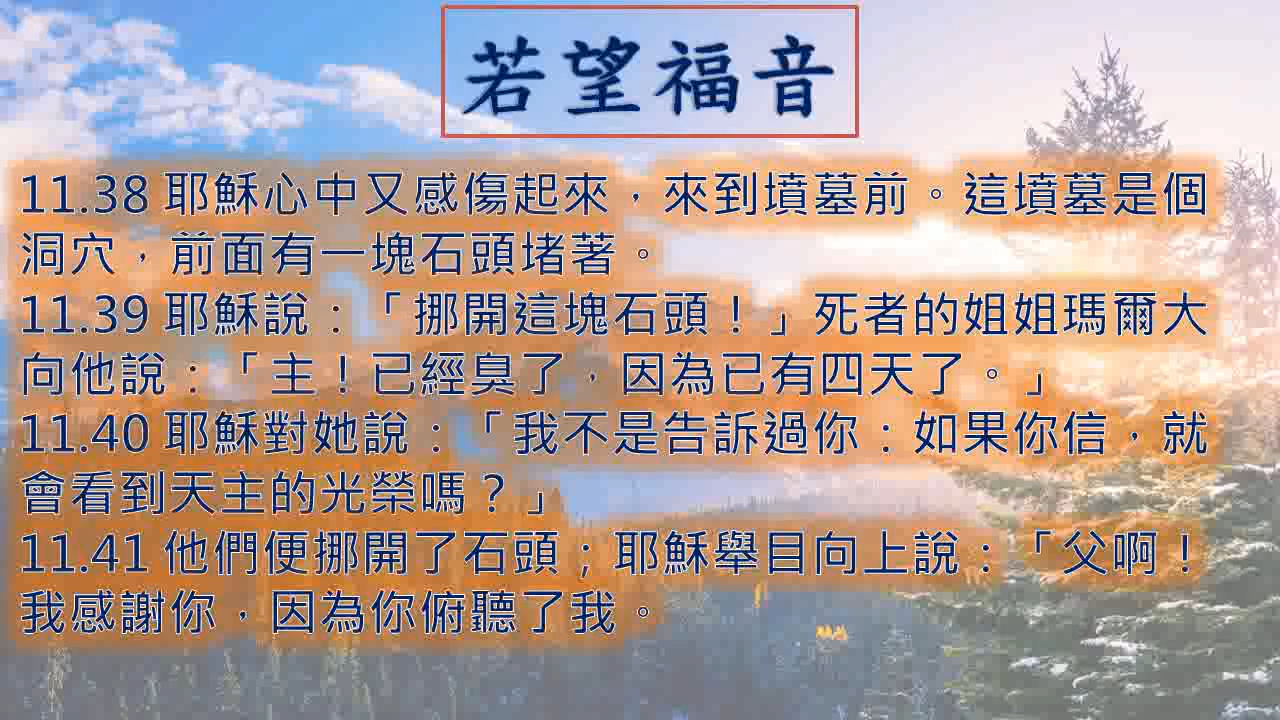 若望福音
11.38 耶穌心中又感傷起來，來到墳墓前。這墳墓是個
洞穴，前面有一塊石頭堵著。
11.39 耶穌說：「挪開這塊石頭！」死者的姐姐瑪爾大
向他說：「主！已經臭了，因為已有四天了。」
11.40 耶穌對她說：「我不是告訴過你：如果你信，就
會看到天主的光榮嗎？」
11.41 他們便挪開了石頭；耶穌舉目向上說：「父啊！
我感謝你，因為你俯聽了我。